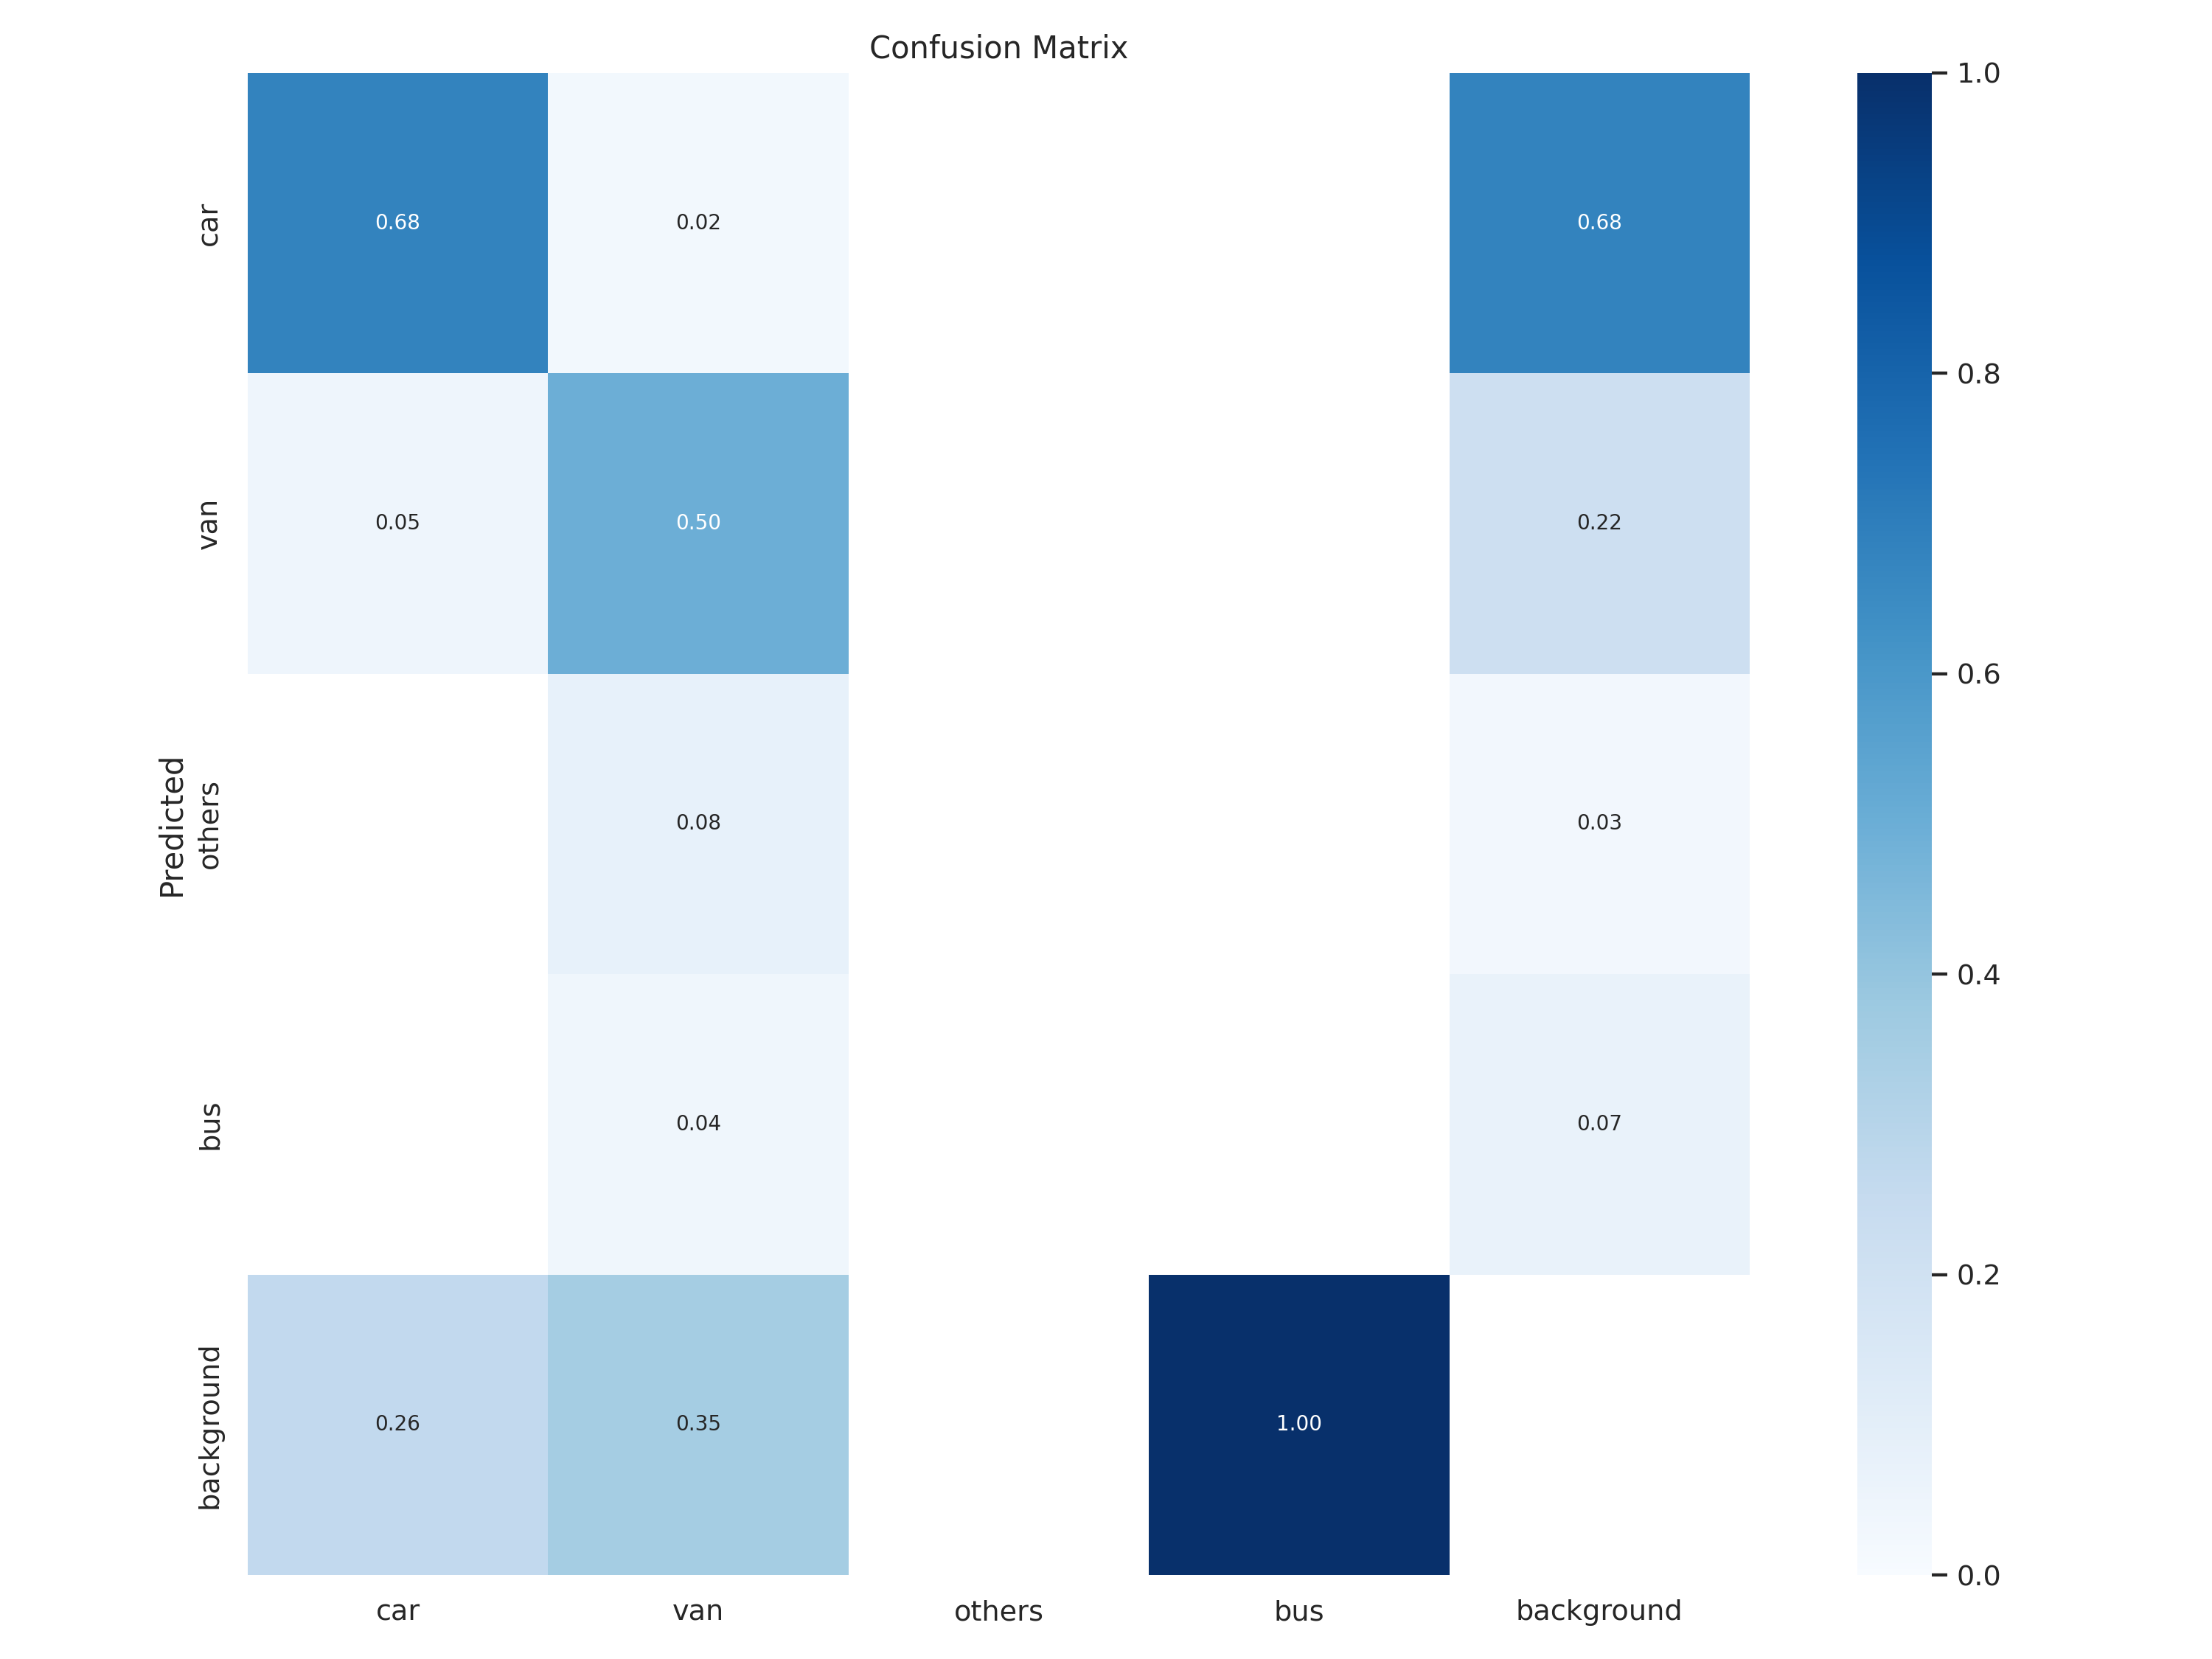 Confusion Matrix
1.0
car
0.68
0.02
0.68
0.8
van
0.05
0.50
0.22
0.6
Predicted
others
0.08
0.03
0.4
bus
0.04
0.07
0.2
background
0.26
0.35
1.00
0.0
car van others bus background